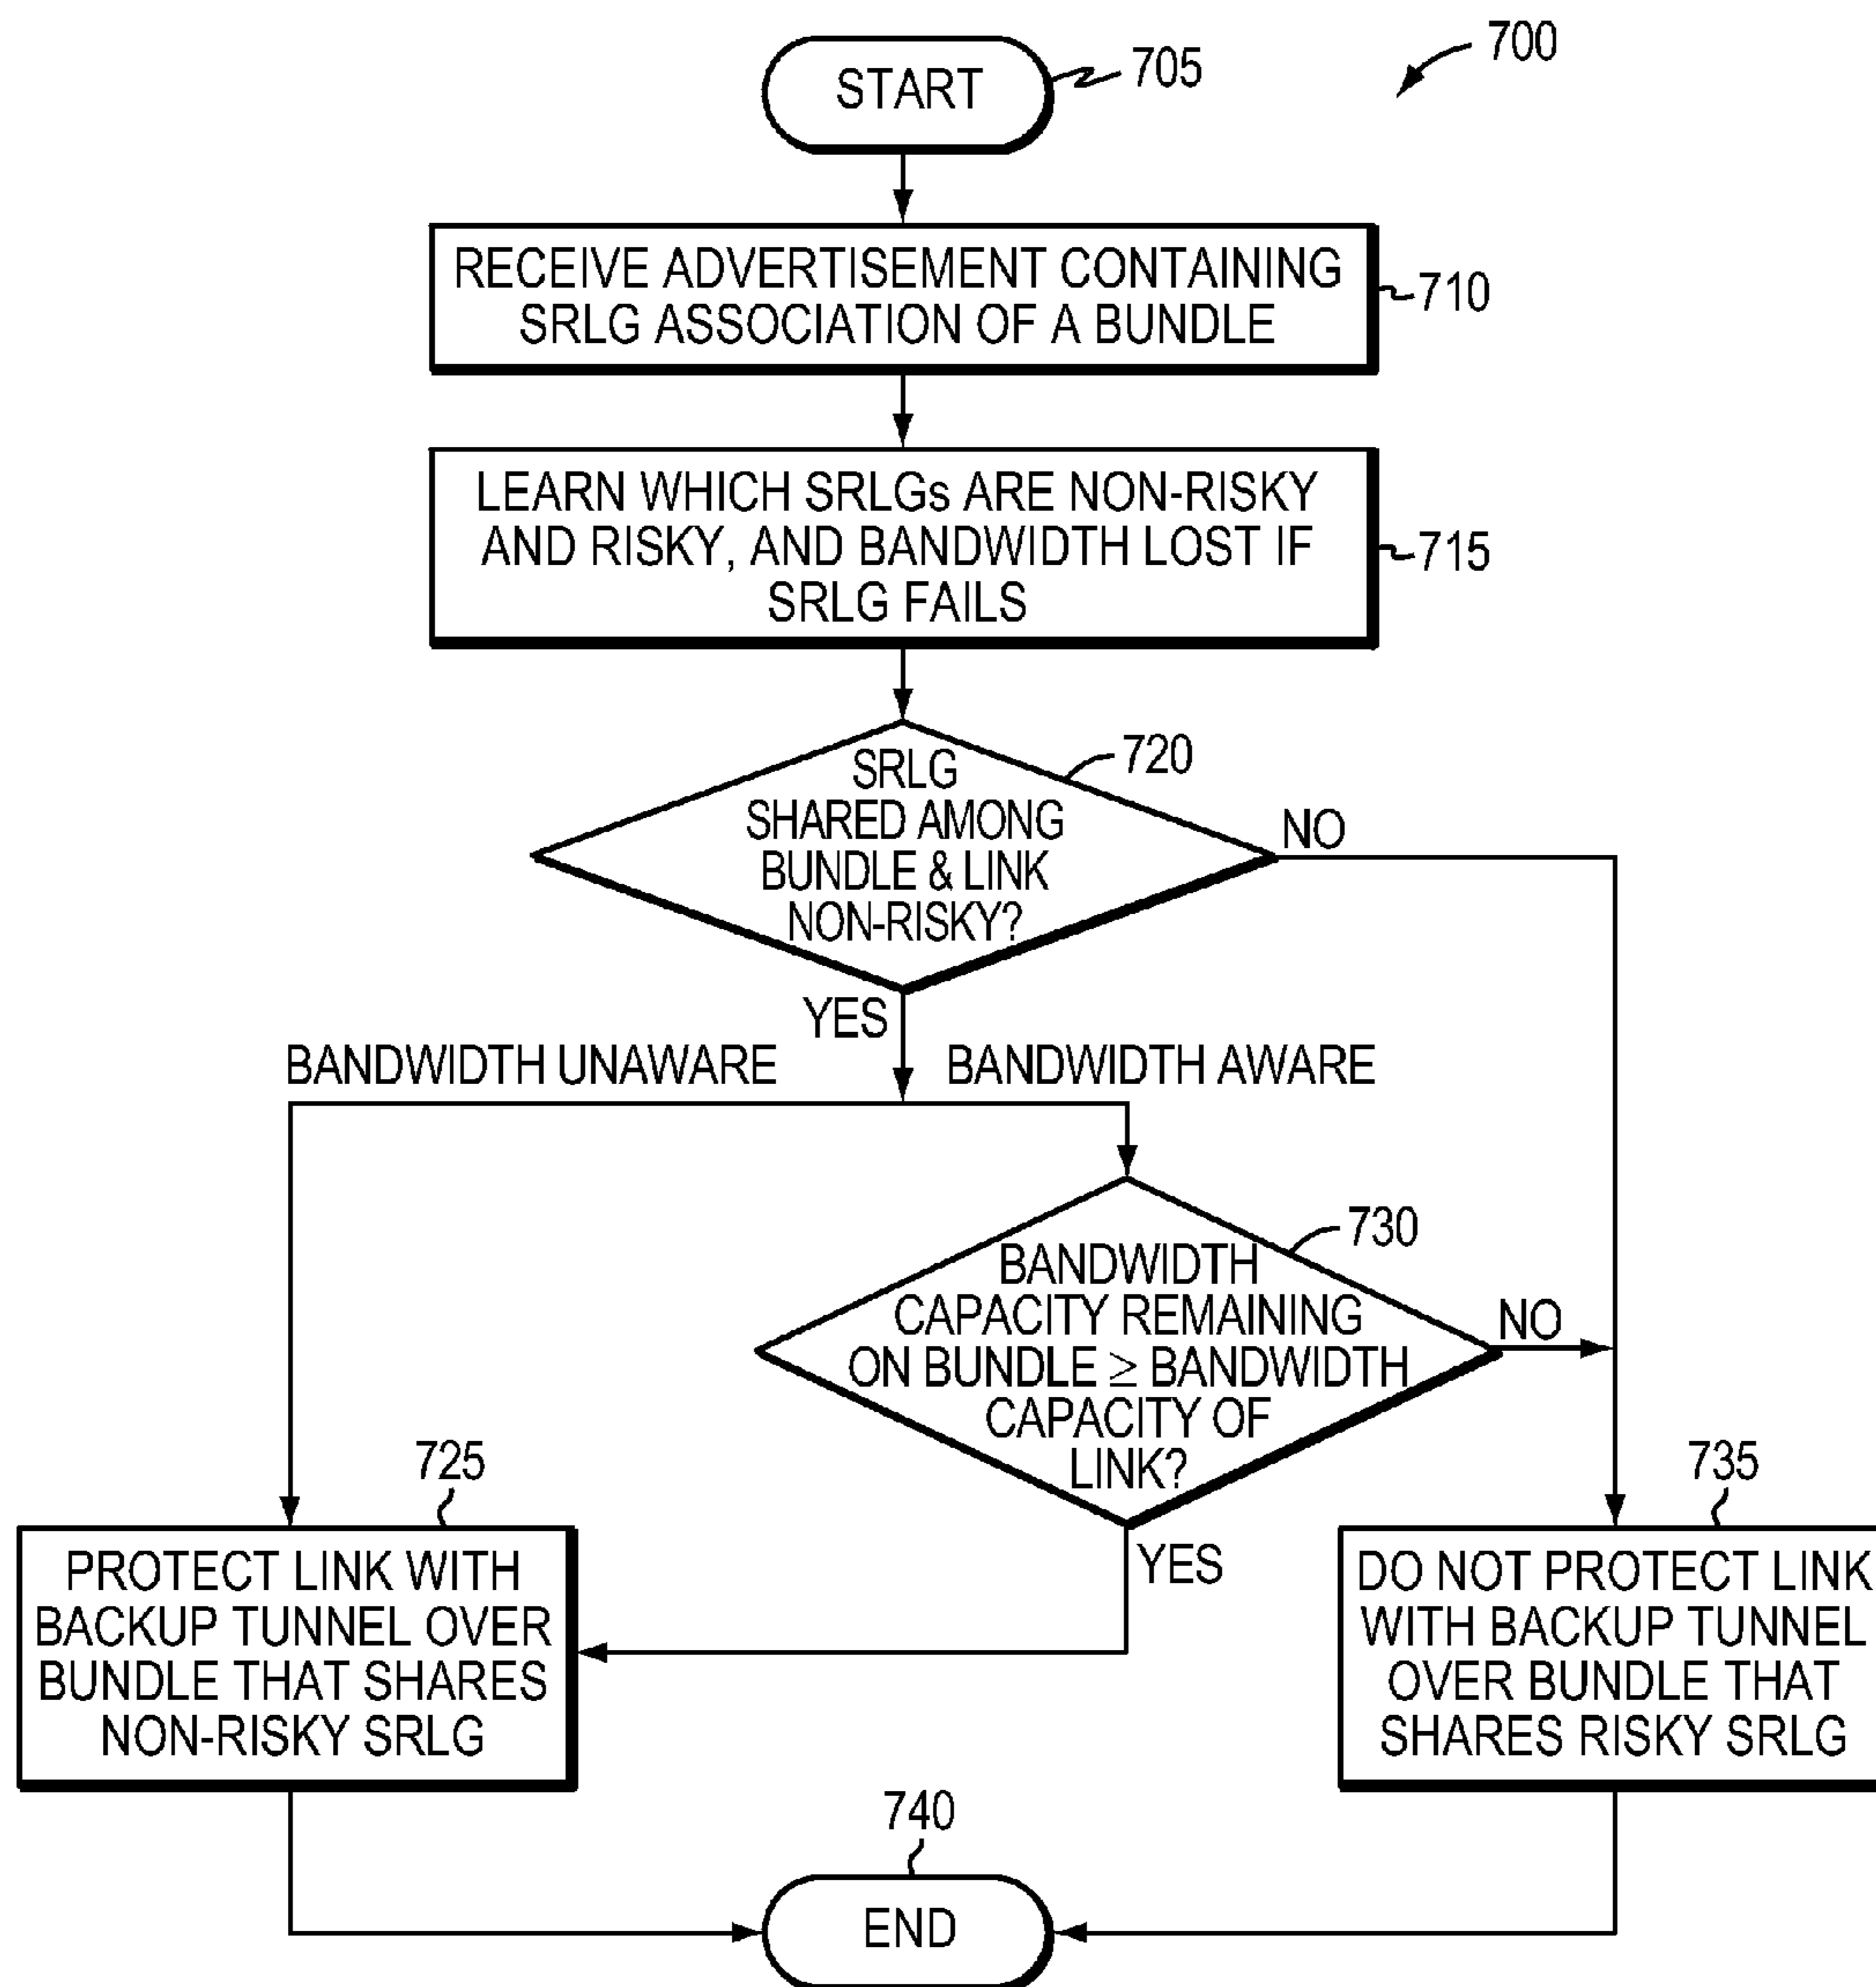 700
START
705
RECEIVE ADVERTISEMENT CONTAINING
SRLG ASSOCIATION OF A BUNDLE
710
LEARN WHICH SRLGs ARE NON-RISKY
AND RISKY, AND BANDWIDTH LOST IF
SRLG FAILS
715
720
SRLG
SHARED AMONG
BUNDLE & LINK
NON-RISKY?
NO
YES
BANDWIDTH UNAWARE
BANDWIDTH AWARE
730
BANDWIDTH
CAPACITY REMAINING
ON BUNDLE ≥ BANDWIDTH
CAPACITY OF
LINK?
NO
YES
725
PROTECT LINK WITH
BACKUP TUNNEL OVER
BUNDLE THAT SHARES
NON-RISKY SRLG
735
DO NOT PROTECT LINK
WITH BACKUP TUNNEL
OVER BUNDLE THAT
SHARES RISKY SRLG
740
END